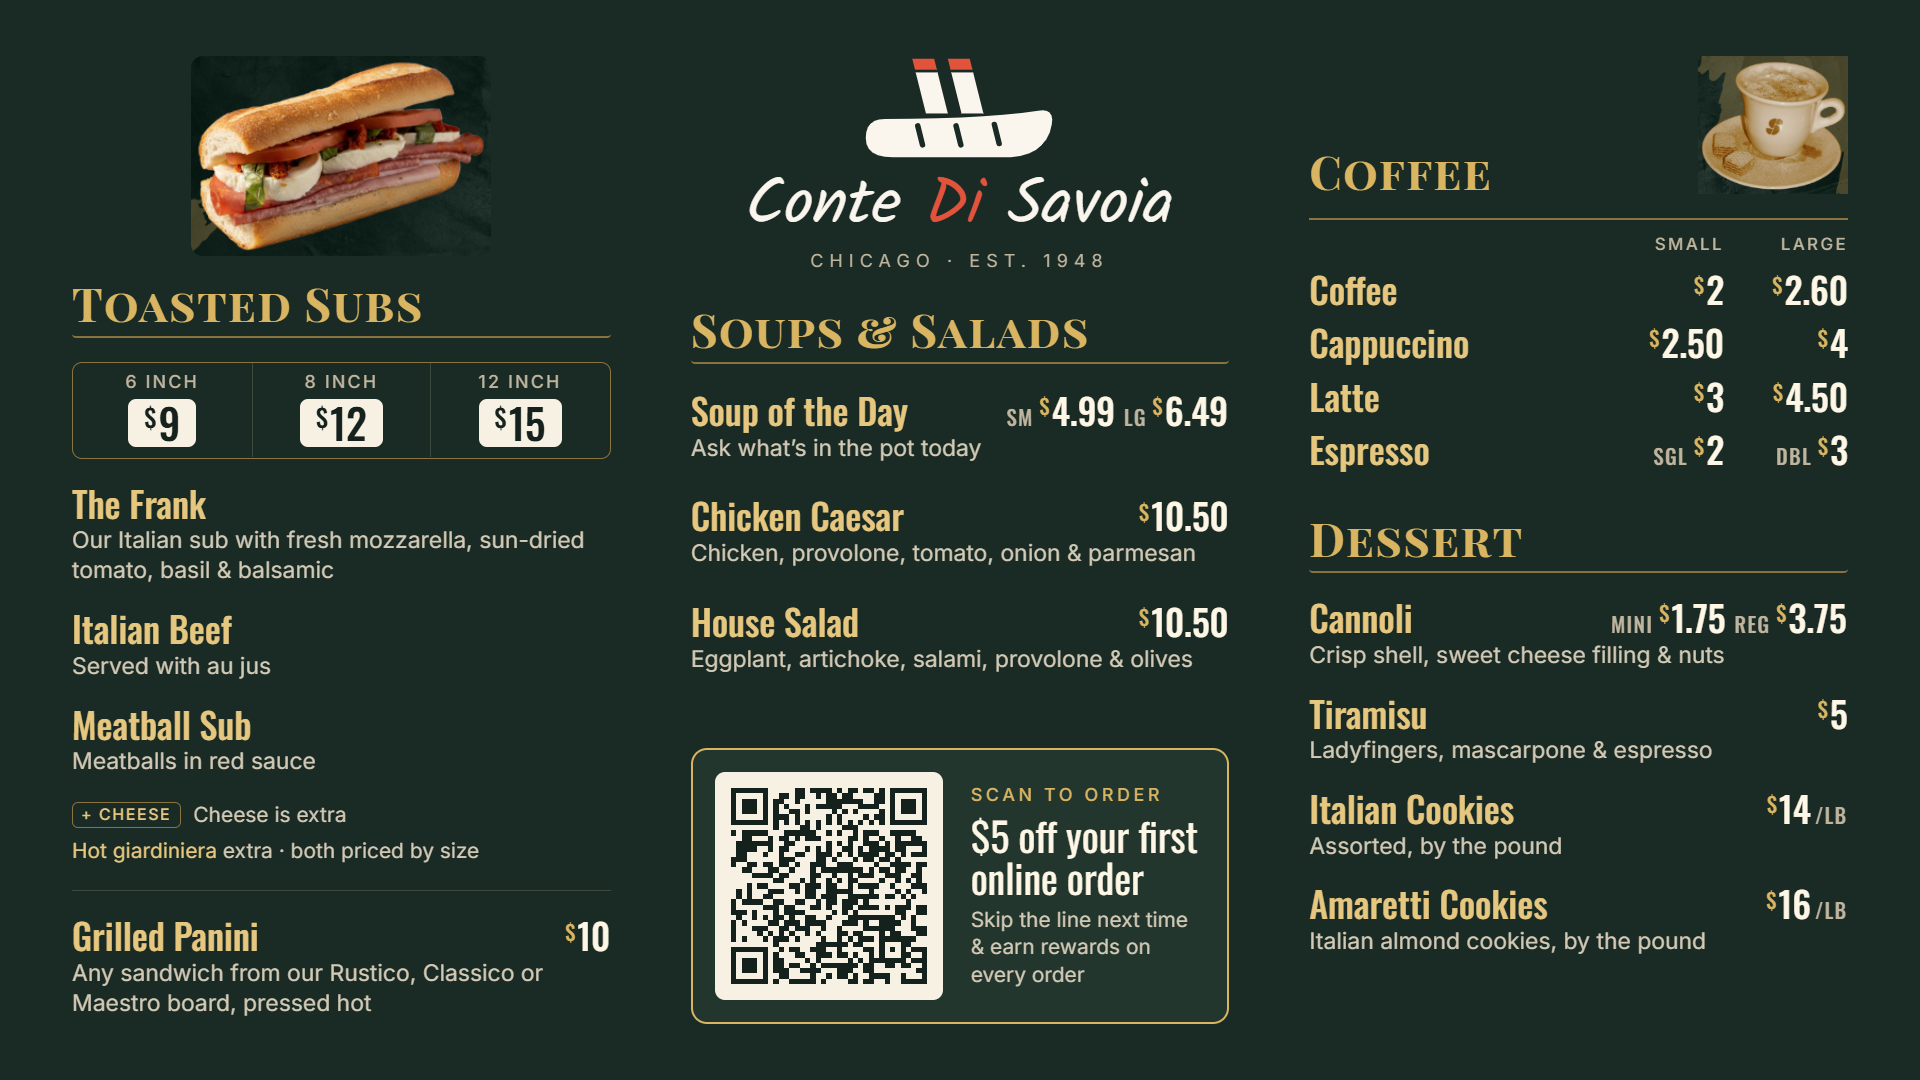 Toasted Subs
6 INCH 8 INCH 12 INCH
$9 $12 $15
The Frank
Our Italian sub with fresh mozzarella, sun-dried
tomato, basil & balsamic
Italian Beef
Served with au jus
Meatball Sub
Meatballs in red sauce
+ CHEESE Cheese is extra
Hot giardiniera extra · both priced by size
Grilled Panini $10
Any sandwich from our Rustico, Classico or
Maestro board, pressed hot
Conte Di Savoia
CHICAGO · EST. 1948
Soups & Salads
Soup of the Day SM $4.99 LG $6.49
Ask what’s in the pot today
Chicken Caesar $10.50
Chicken, provolone, tomato, onion & parmesan
House Salad $10.50
Eggplant, artichoke, salami, provolone & olives
SCAN TO ORDER
$5 off your first
online order
Skip the line next time
& earn rewards on
every order
S
Coffee
SMALL LARGE
Coffee $2 $2.60
Cappuccino $2.50 $4
Latte $3 $4.50
Espresso SGL $2 DBL $3
Dessert
Cannoli MINI $1.75 REG $3.75
Crisp shell, sweet cheese filling & nuts
Tiramisu $5
Ladyfingers, mascarpone & espresso
Italian Cookies $14 /LB
Assorted, by the pound
Amaretti Cookies $16 /LB
Italian almond cookies, by the pound